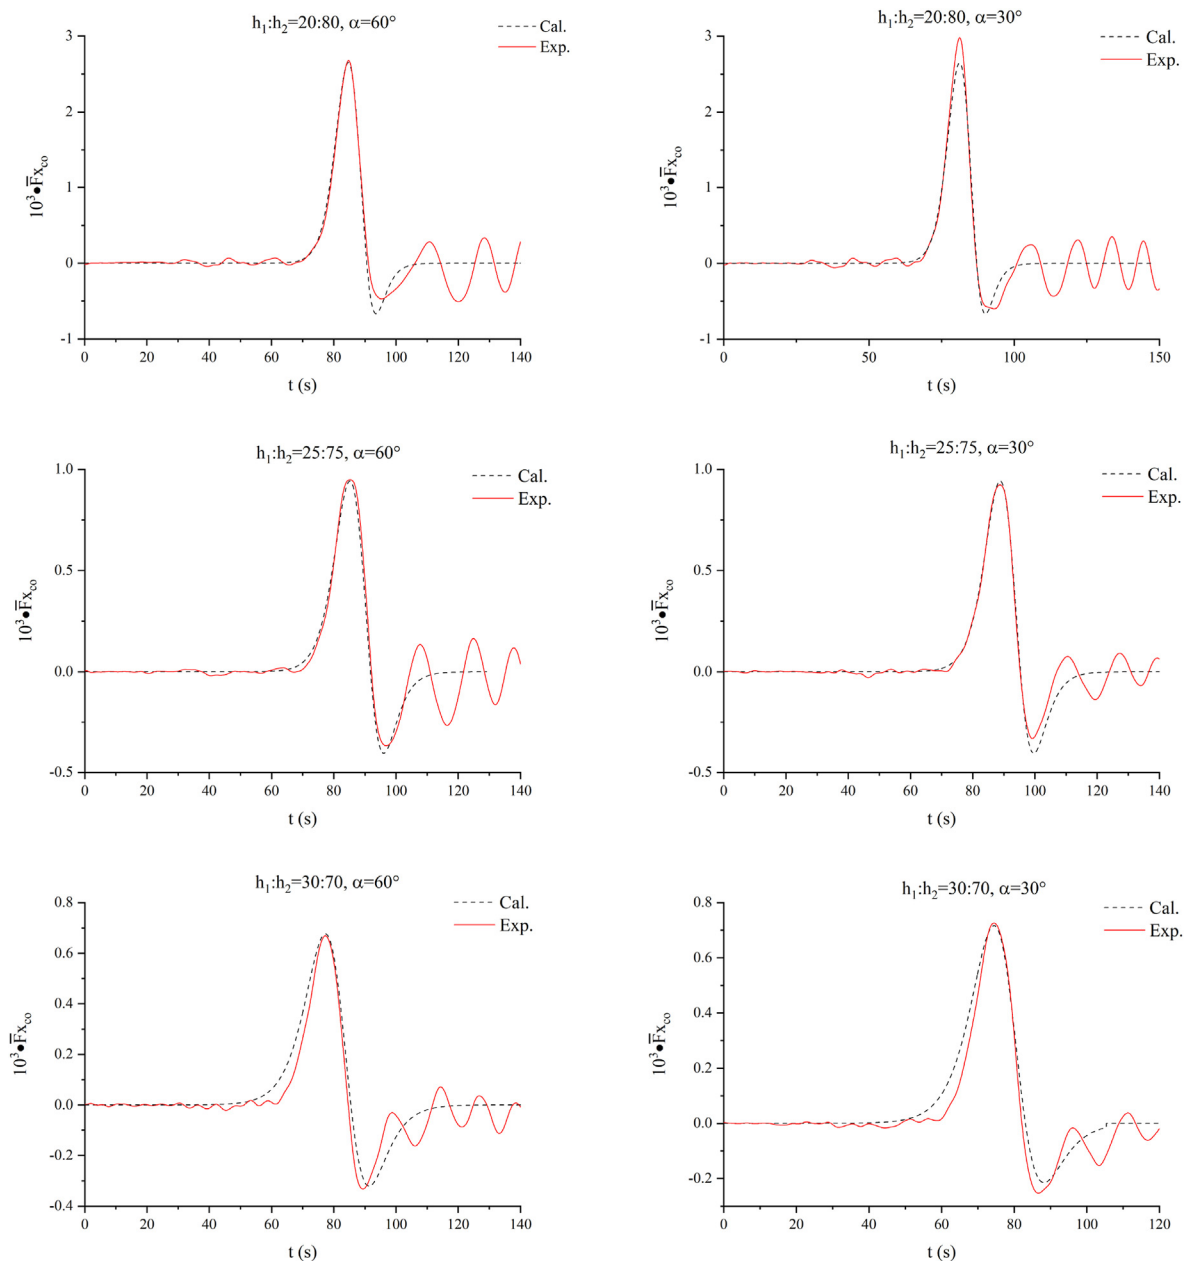 h₁:h₂=20:80, α=60°
Cal.
Exp.
3
2
1
0
-1
10³•F̅x_co
0 20 40 60 80 100 120 140
t (s)
h₁:h₂=20:80, α=30°
Cal.
Exp.
3
2
1
0
-1
10³•F̅x_co
0 50 100 150
t (s)
h₁:h₂=25:75, α=60°
Cal.
Exp.
1.0
0.5
0.0
-0.5
10³•F̅x_co
0 20 40 60 80 100 120 140
t (s)
h₁:h₂=25:75, α=30°
Cal.
Exp.
1.0
0.5
0.0
-0.5
10³•F̅x_co
0 20 40 60 80 100 120 140
t (s)
h₁:h₂=30:70, α=60°
Cal.
Exp.
0.8
0.6
0.4
0.2
0.0
-0.2
-0.4
10³•F̅x_co
0 20 40 60 80 100 120 140
t (s)
h₁:h₂=30:70, α=30°
Cal.
Exp.
0.8
0.6
0.4
0.2
0.0
-0.2
10³•F̅x_co
0 20 40 60 80 100 120
t (s)